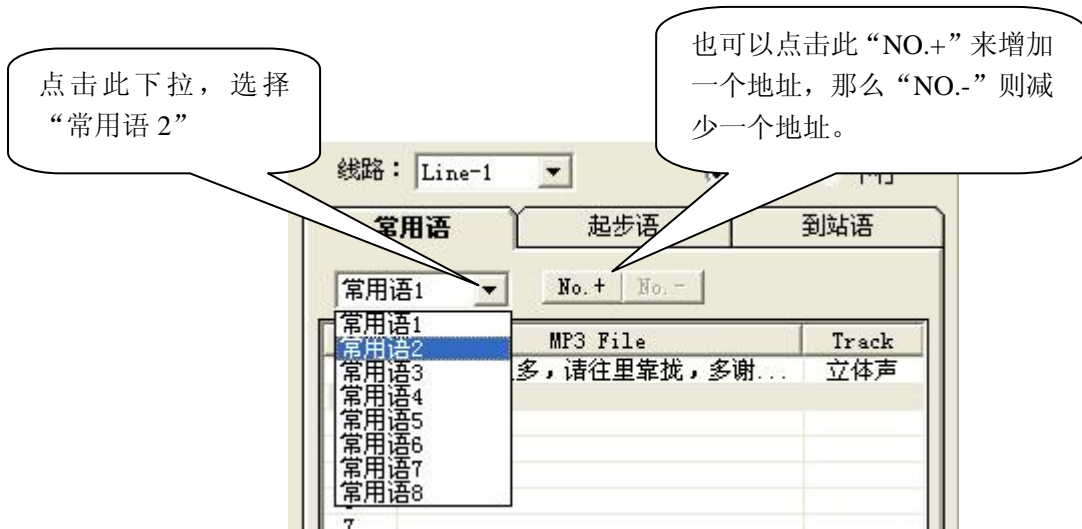 点击此下拉，选择
“常用语 2”
也可以点击此“NO.+”来增加
一个地址，那么“NO.-”则减
少一个地址。
线路：Line-1
常用语
起步语
到站语
常用语1
No.+
No.-
MP3 File
Track
多，请往里靠拢，多谢...
立体声
常用语1
常用语2
常用语3
常用语4
常用语5
常用语6
常用语7
常用语8
7